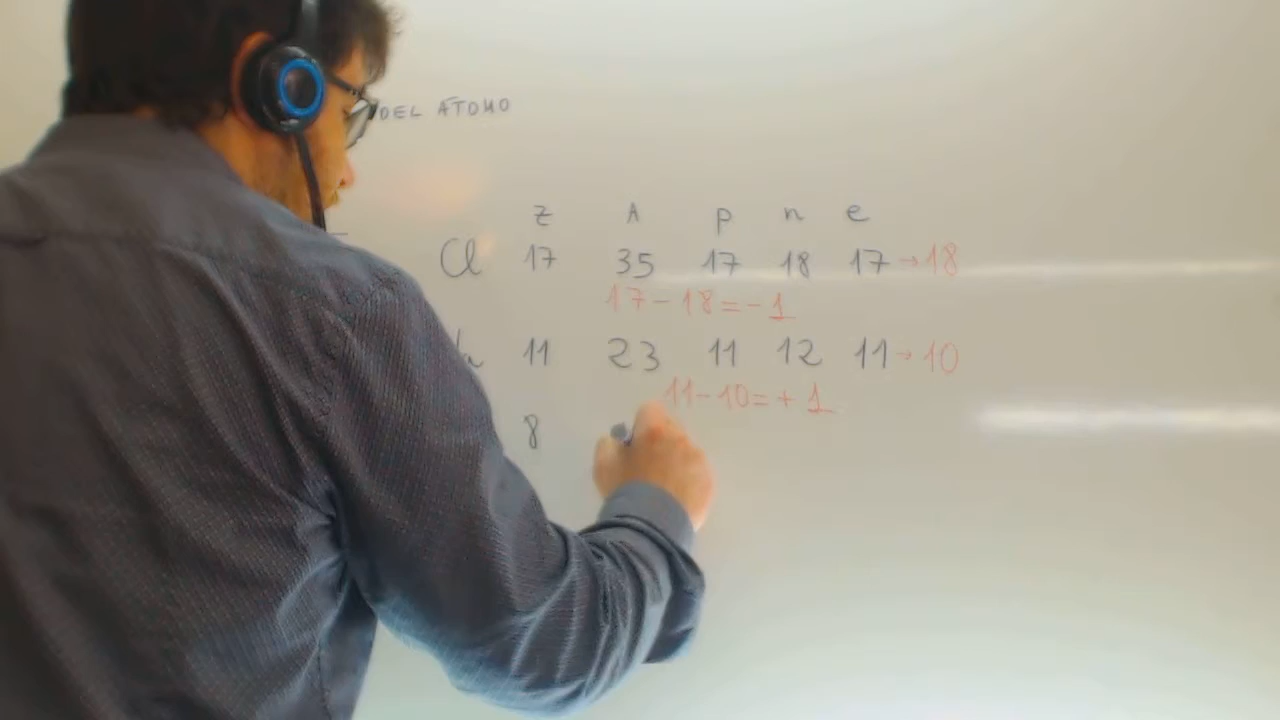 DEL ÁTOMO
Z A p n e
Cl 17 35 17 18 17→18
17-18=-1
11 23 11 12 11→10
11-10=+1
8